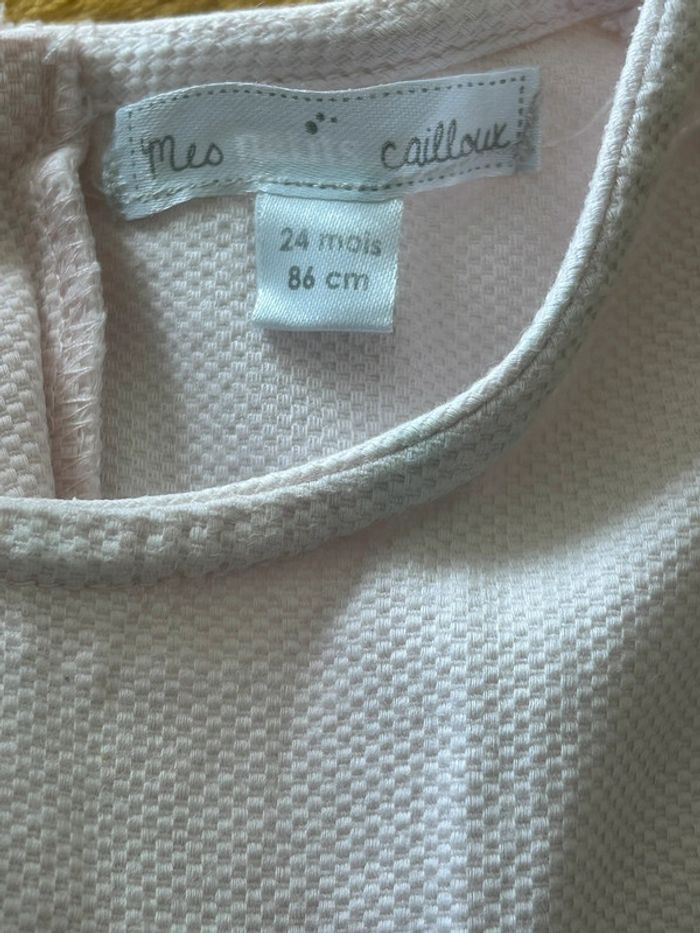 mes cailloux
24 mois
86 cm